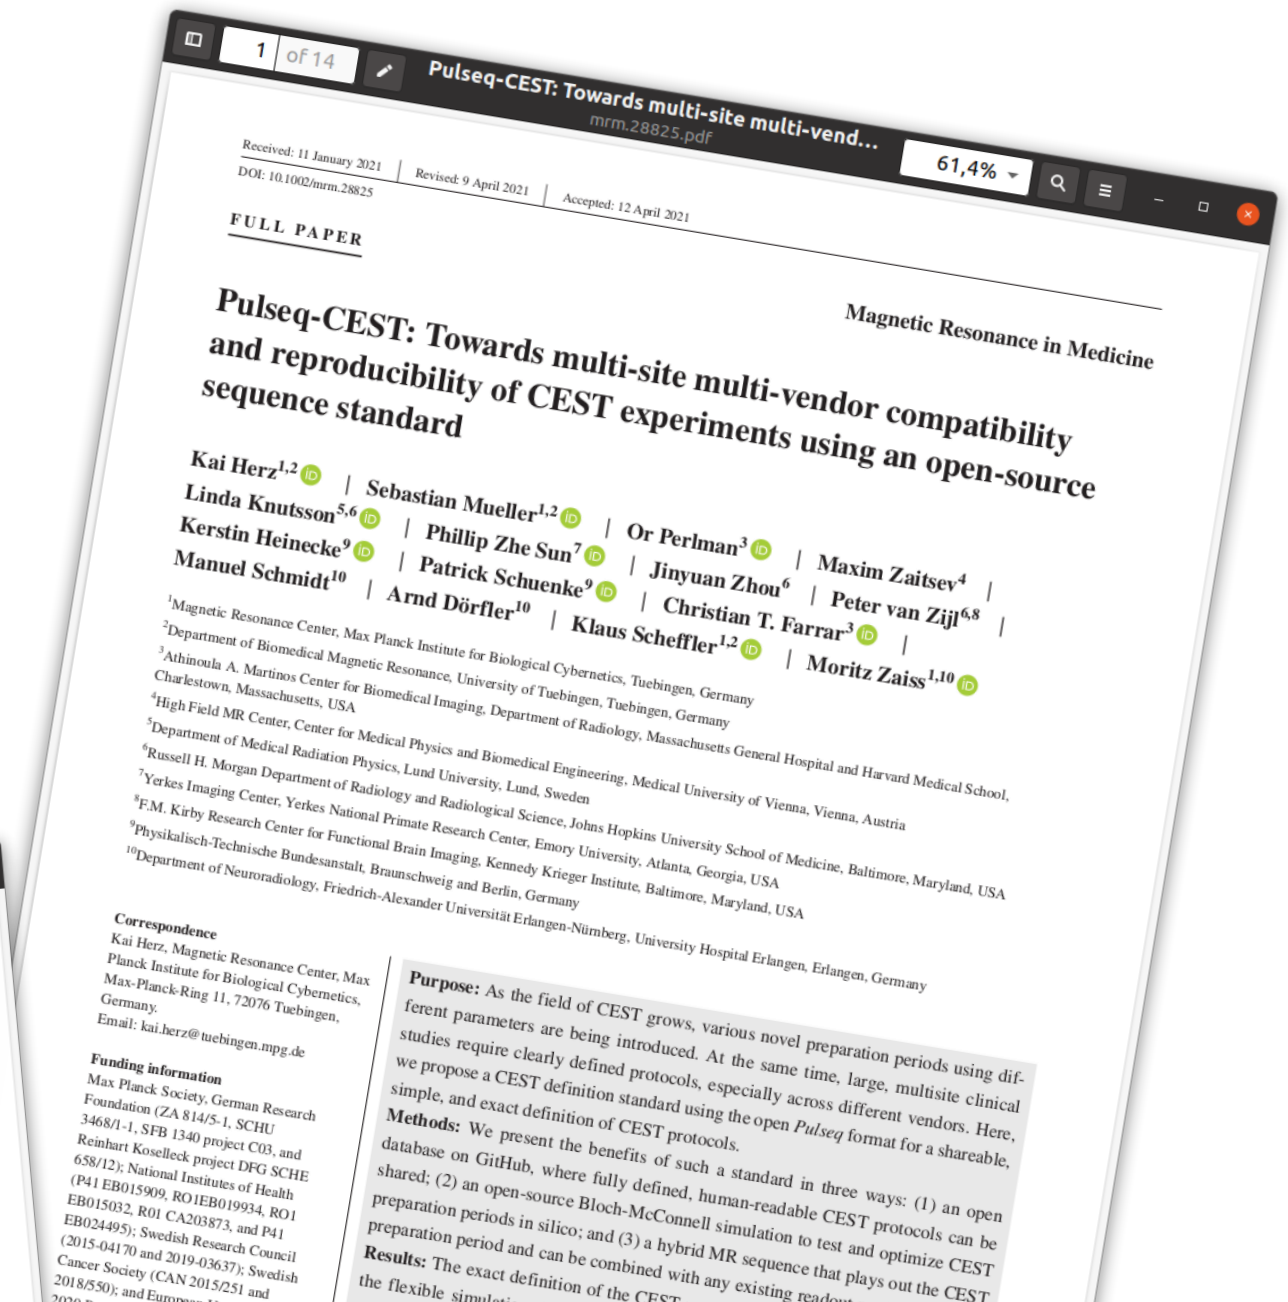 1 of 14
Pulseq-CEST: Towards multi-site multi-vend...
mrm.28825.pdf
61,4%
Received: 11 January 2021 | Revised: 9 April 2021 | Accepted: 12 April 2021
DOI: 10.1002/mrm.28825
FULL PAPER
Magnetic Resonance in Medicine
Pulseq-CEST: Towards multi-site multi-vendor compatibility
and reproducibility of CEST experiments using an open-source
sequence standard
Kai Herz1,2 | Sebastian Mueller1,2 | Or Perlman3 | Maxim Zaitsev4 |
Linda Knutsson5,6 | Phillip Zhe Sun7 | Jinyuan Zhou6 | Peter van Zijl6,8 |
Kerstin Heinecke9 | Patrick Schuenke9 | Christian T. Farrar3 |
Manuel Schmidt10 | Arnd Dörfler10 | Klaus Scheffler1,2 | Moritz Zaiss1,10
1Magnetic Resonance Center, Max Planck Institute for Biological Cybernetics, Tuebingen, Germany
2Department of Biomedical Magnetic Resonance, University of Tuebingen, Tuebingen, Germany
3Athinoula A. Martinos Center for Biomedical Imaging, Department of Radiology, Massachusetts General Hospital and Harvard Medical School,
Charlestown, Massachusetts, USA
4High Field MR Center, Center for Medical Physics and Biomedical Engineering, Medical University of Vienna, Vienna, Austria
5Department of Medical Radiation Physics, Lund University, Lund, Sweden
6Russell H. Morgan Department of Radiology and Radiological Science, Johns Hopkins University School of Medicine, Baltimore, Maryland, USA
7Yerkes Imaging Center, Yerkes National Primate Research Center, Emory University, Atlanta, Georgia, USA
8F.M. Kirby Research Center for Functional Brain Imaging, Kennedy Krieger Institute, Baltimore, Maryland, USA
9Physikalisch-Technische Bundesanstalt, Braunschweig and Berlin, Germany
10Department of Neuroradiology, Friedrich-Alexander Universität Erlangen-Nürnberg, University Hospital Erlangen, Erlangen, Germany
Correspondence
Kai Herz, Magnetic Resonance Center, Max
Planck Institute for Biological Cybernetics,
Max-Planck-Ring 11, 72076 Tuebingen,
Germany.
Email: kai.herz@tuebingen.mpg.de
Funding information
Max Planck Society, German Research
Foundation (ZA 814/5-1, SCHU
3468/1-1, SFB 1340 project C03, and
Reinhart Koselleck project DFG SCHE
658/12); National Institutes of Health
(P41 EB015909, RO1EB019934, RO1
EB015032, R01 CA203873, and P41
EB024495); Swedish Research Council
(2015-04170 and 2019-03637); Swedish
Cancer Society (CAN 2015/251 and
2018/550); and European
Purpose: As the field of CEST grows, various novel preparation periods using dif-
ferent parameters are being introduced. At the same time, large, multisite clinical
studies require clearly defined protocols, especially across different vendors. Here,
we propose a CEST definition standard using the open Pulseq format for a shareable,
simple, and exact definition of CEST protocols.
Methods: We present the benefits of such a standard in three ways: (1) an open
database on GitHub, where fully defined, human-readable CEST protocols can be
shared; (2) an open-source Bloch-McConnell simulation to test and optimize CEST
preparation periods in silico; and (3) a hybrid MR sequence that plays out the CEST
preparation period and can be combined with any existing readout
Results: The exact definition of the CEST
the flexible